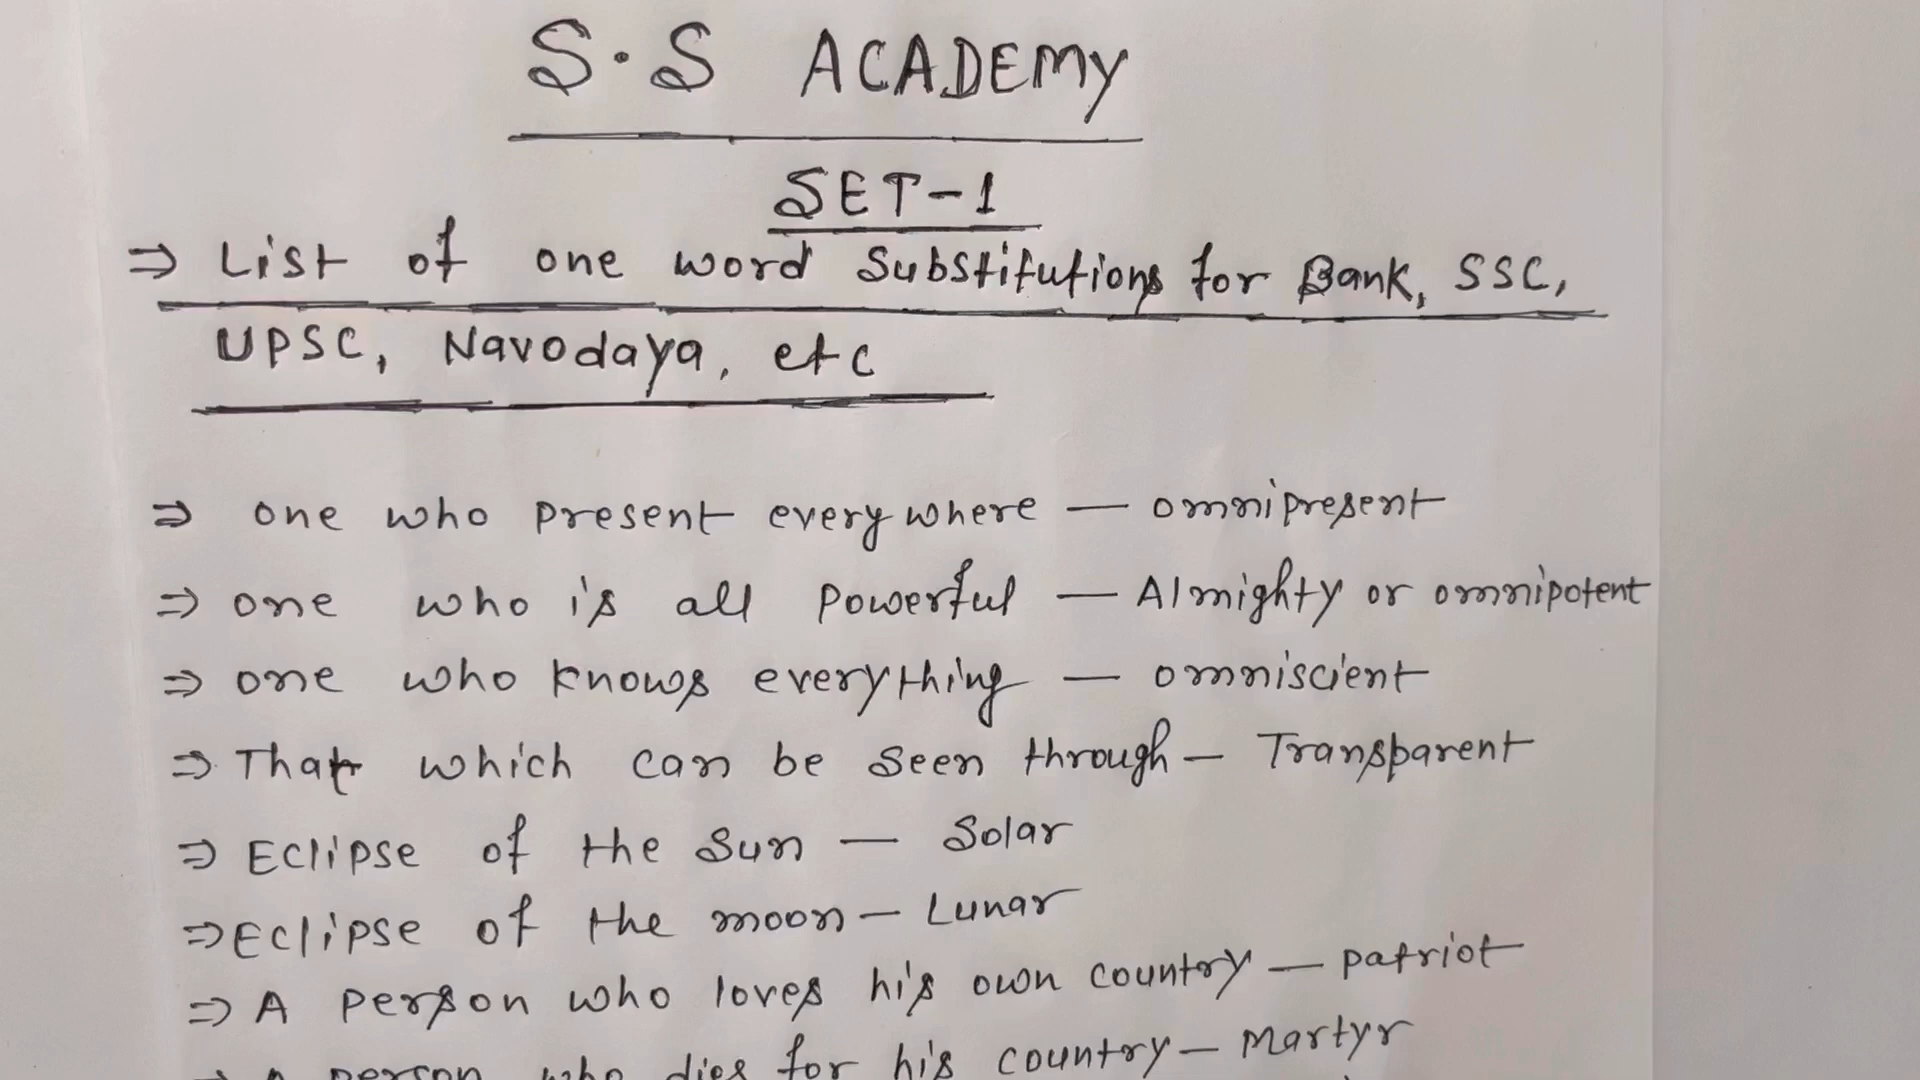 S.S ACADEMY
SET-1
⇒ List of one word Substitutions for Bank, SSC,
UPSC, Navodaya, etc
⇒ one who present everywhere — omnipresent
⇒ one who is all powerful — Almighty or omnipotent
⇒ one who knows everything — omniscient
⇒ That which can be seen through — Transparent
⇒ Eclipse of the Sun — Solar
⇒ Eclipse of the moon — Lunar
⇒ A person who loves his own country — patriot
⇒ A person who dies for his country — Martyr